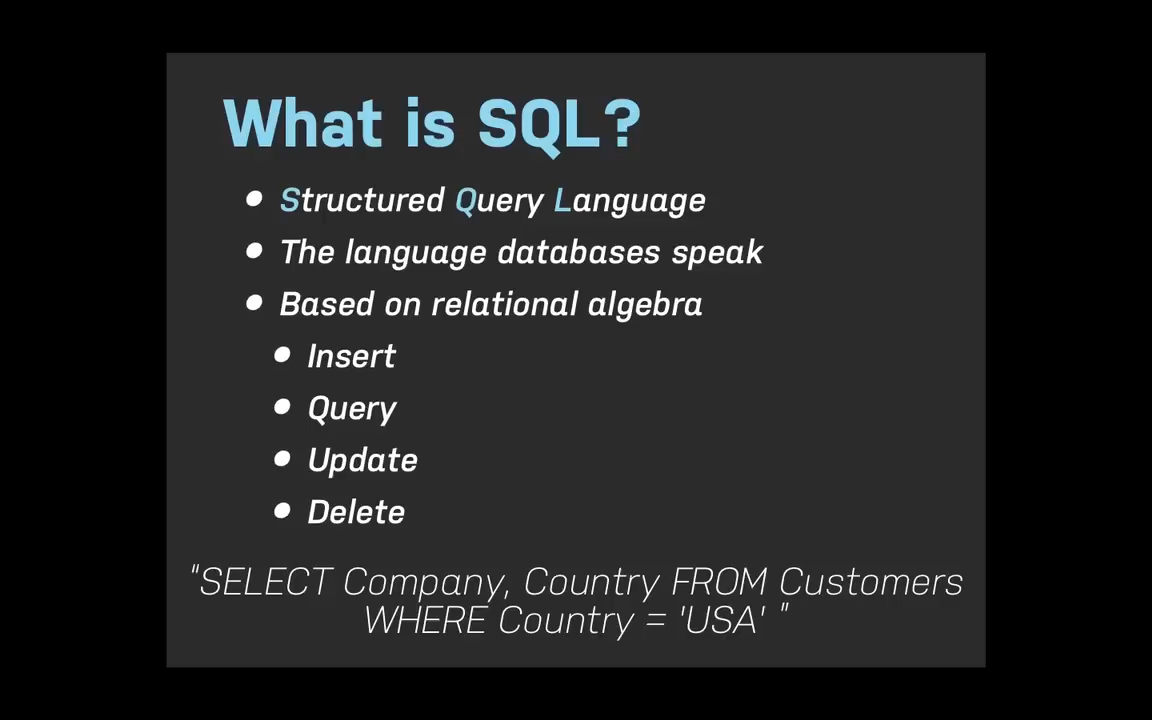 What is SQL?
• Structured Query Language
• The language databases speak
• Based on relational algebra
• Insert
• Query
• Update
• Delete
"SELECT Company, Country FROM Customers
WHERE Country = 'USA' "